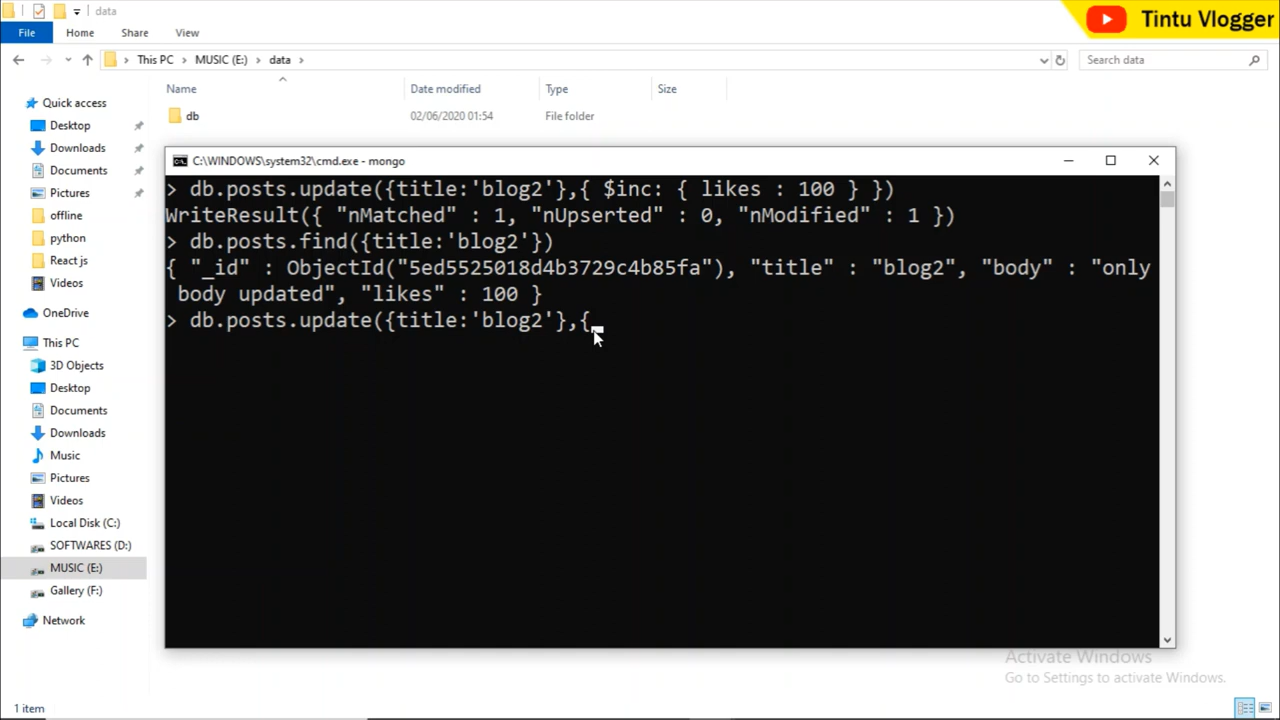 data
Tintu Vlogger
File Home Share View
This PC MUSIC (E:) data
Search data
Name Date modified Type Size
db 02/06/2020 01:54 File folder
Quick access
Desktop
Downloads
Documents
Pictures
offline
python
React js
Videos
OneDrive
This PC
3D Objects
Desktop
Documents
Downloads
Music
Pictures
Videos
Local Disk (C:)
SOFTWARES (D:)
MUSIC (E:)
Gallery (F:)
Network
C:\WINDOWS\system32\cmd.exe - mongo
> db.posts.update({title:'blog2'},{ $inc: { likes : 100 } })
WriteResult({ "nMatched" : 1, "nUpserted" : 0, "nModified" : 1 })
> db.posts.find({title:'blog2'})
{ "_id" : ObjectId("5ed5525018d4b3729c4b85fa"), "title" : "blog2", "body" : "only
body updated", "likes" : 100 }
> db.posts.update({title:'blog2'},{
Activate Windows
Go to Settings to activate Windows.
1 item